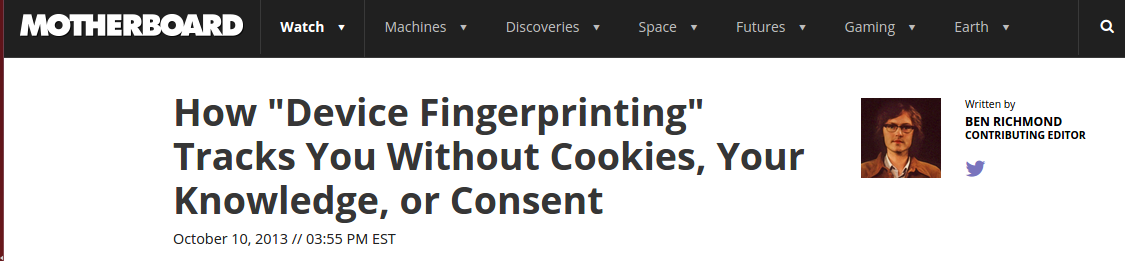 MOTHERBOARD
Watch Machines Discoveries Space Futures Gaming Earth
How "Device Fingerprinting"
Tracks You Without Cookies, Your
Knowledge, or Consent
October 10, 2013 // 03:55 PM EST
Written by
BEN RICHMOND
CONTRIBUTING EDITOR